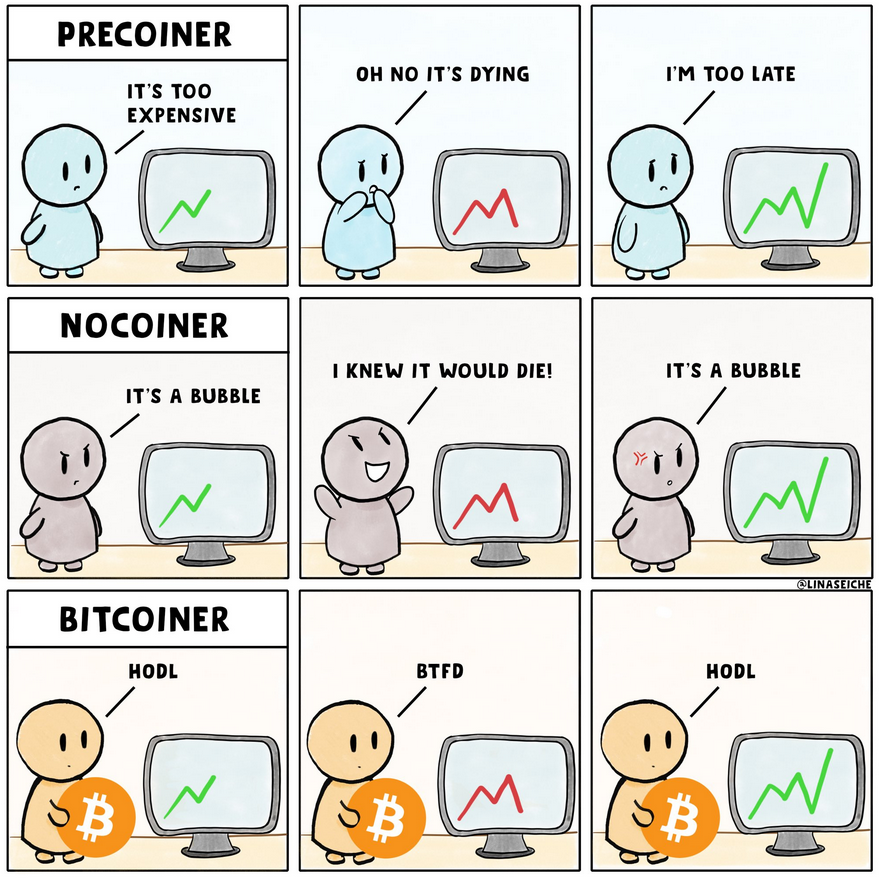 PRECOINER
IT'S TOO
EXPENSIVE
OH NO IT'S DYING
I'M TOO LATE
NOCOINER
IT'S A BUBBLE
I KNEW IT WOULD DIE!
IT'S A BUBBLE
@LINASEICHE
BITCOINER
HODL
BTFD
HODL